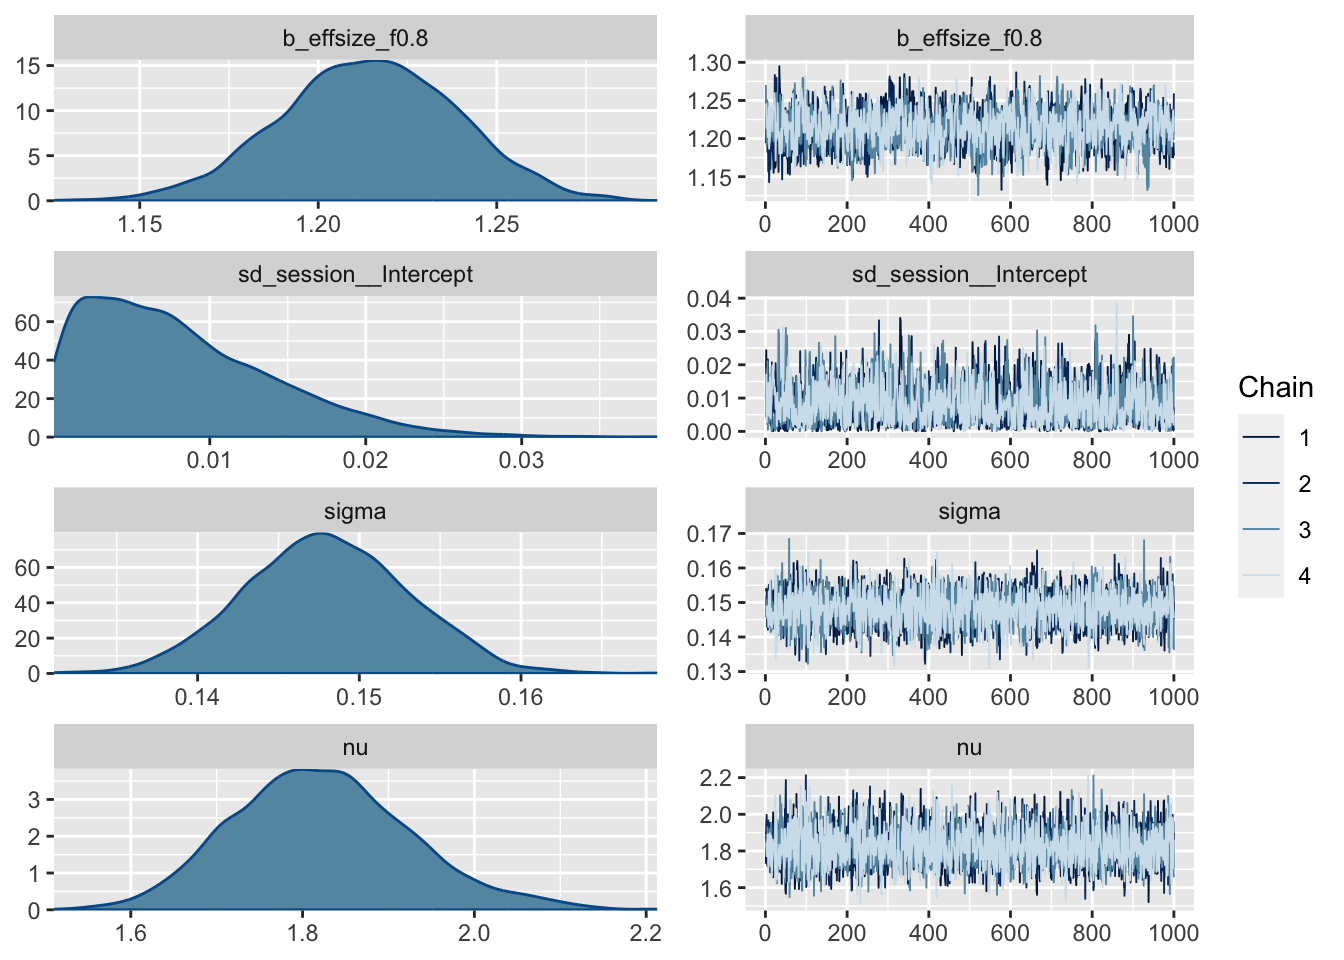 b_effsize_f0.8
15
10
5
0
1.15 1.20 1.25
b_effsize_f0.8
1.30
1.25
1.20
1.15
0 200 400 600 800 1000
sd_session__Intercept
60
40
20
0
0.01 0.02 0.03
sd_session__Intercept
0.04
0.03
0.02
0.01
0.00
0 200 400 600 800 1000
sigma
60
40
20
0
0.14 0.15 0.16
sigma
0.17
0.16
0.15
0.14
0.13
0 200 400 600 800 1000
nu
3
2
1
0
1.6 1.8 2.0 2.2
nu
2.2
2.0
1.8
1.6
0 200 400 600 800 1000
Chain
1
2
3
4